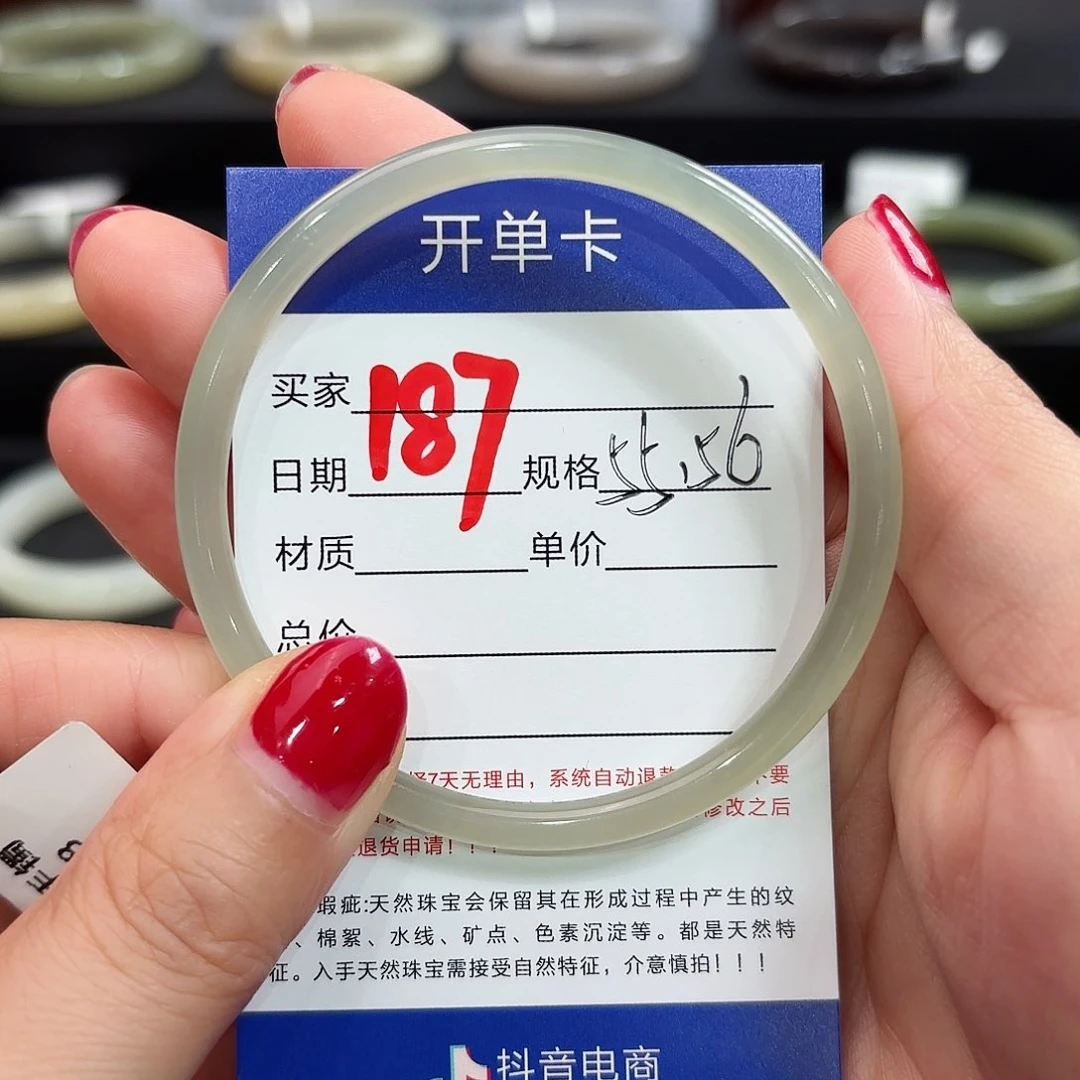 开单卡
买家
187
日期 规格 55.56
材质 单价
总价
7天无理由，系统自动退款 不要
修改之后
退货申请！！！
瑕疵:天然珠宝会保留其在形成过程中产生的纹
、棉絮、水线、矿点、色素沉淀等。都是天然特
征。入手天然珠宝需接受自然特征，介意慎拍！！！
抖音电商